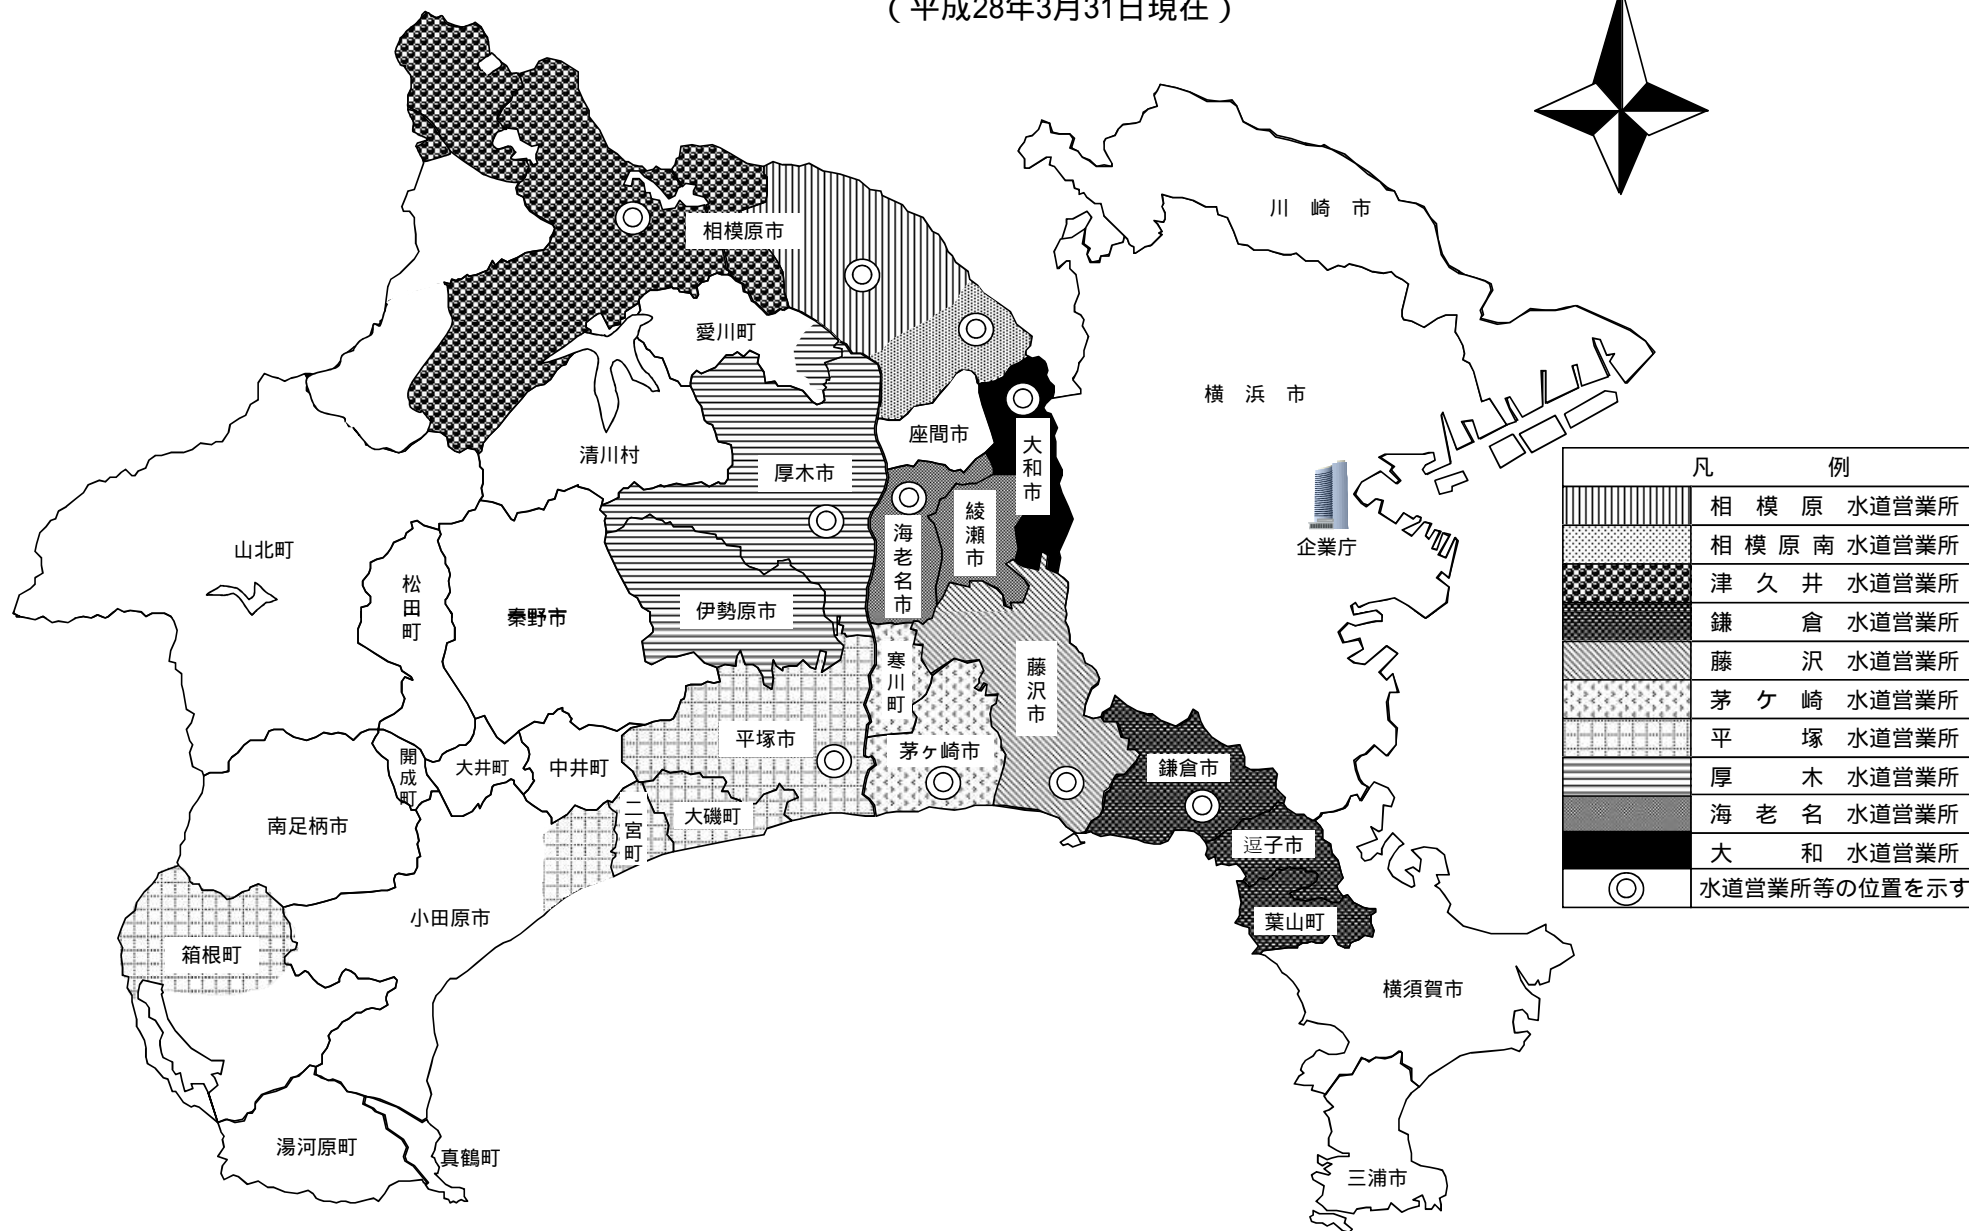 (平成28年3月31日現在)
川崎市
相模原市
愛川町
横浜市
座間市
大和市
清川村
厚木市
海老名市
綾瀬市
企業庁
山北町
松田町
秦野市
伊勢原市
寒川町
藤沢市
平塚市
茅ヶ崎市
鎌倉市
開成町
大井町
中井町
二宮町
大磯町
南足柄市
逗子市
小田原市
葉山町
箱根町
横須賀市
湯河原町
真鶴町
三浦市
凡例
相模原 水道営業所
相模原南 水道営業所
津久井 水道営業所
鎌倉 水道営業所
藤沢 水道営業所
茅ケ崎 水道営業所
平塚 水道営業所
厚木 水道営業所
海老名 水道営業所
大和 水道営業所
水道営業所等の位置を示す